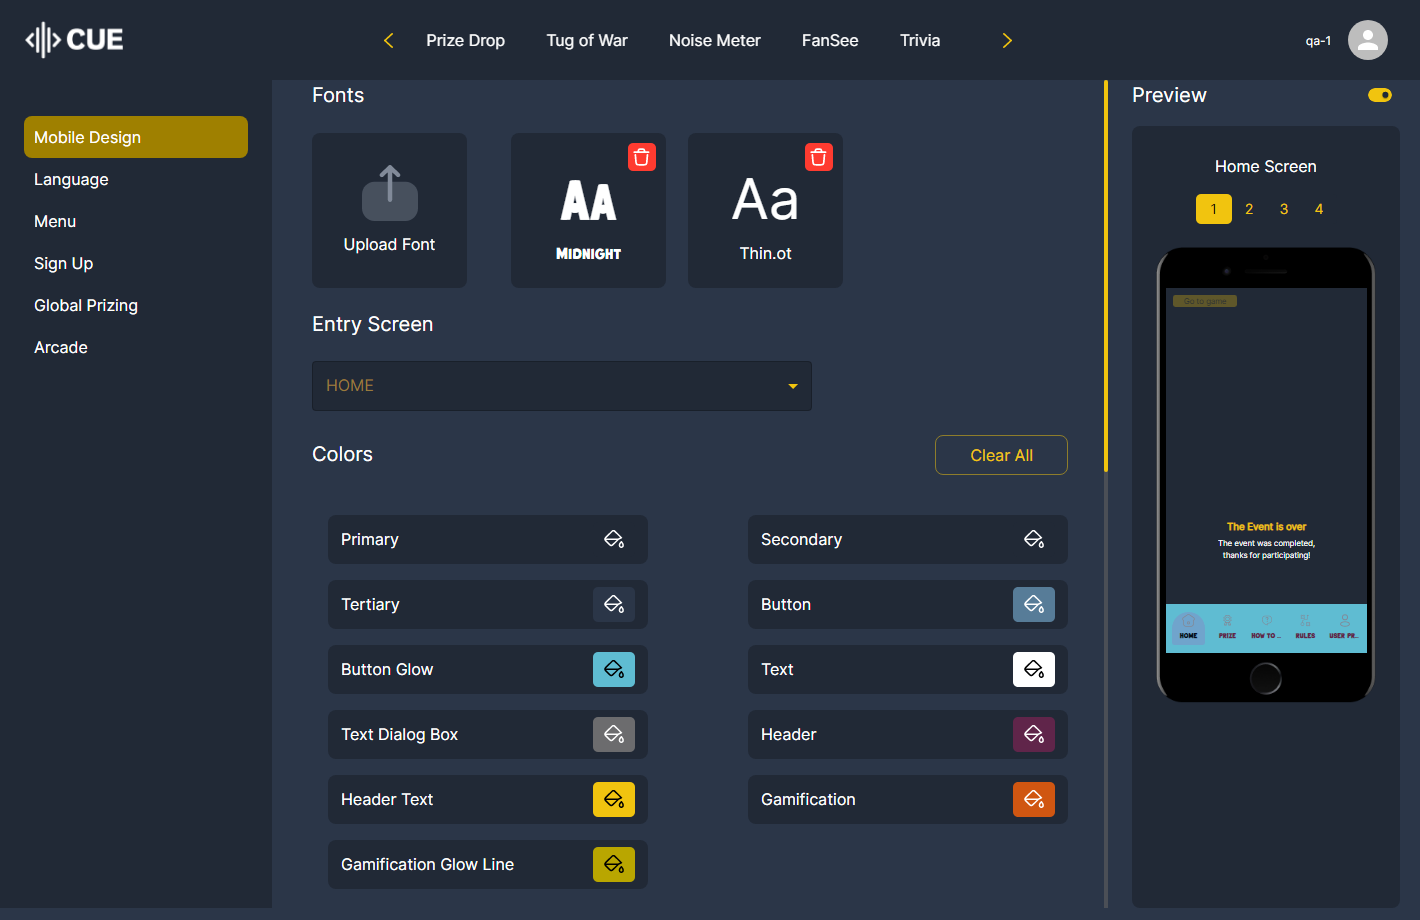 CUE
Prize Drop
Tug of War
Noise Meter
FanSee
Trivia
qa-1
Mobile Design
Language
Menu
Sign Up
Global Prizing
Arcade
Fonts
Upload Font
Aa
Midnight
Aa
Thin.ot
Entry Screen
HOME
Colors
Clear All
Primary
Secondary
Tertiary
Button
Button Glow
Text
Text Dialog Box
Header
Header Text
Gamification
Gamification Glow Line
Preview
Home Screen
1 2 3 4
Go to game
The Event is over
The event was completed,
thanks for participating!
HOME PRIZE HOW TO ... RULES USER PR...